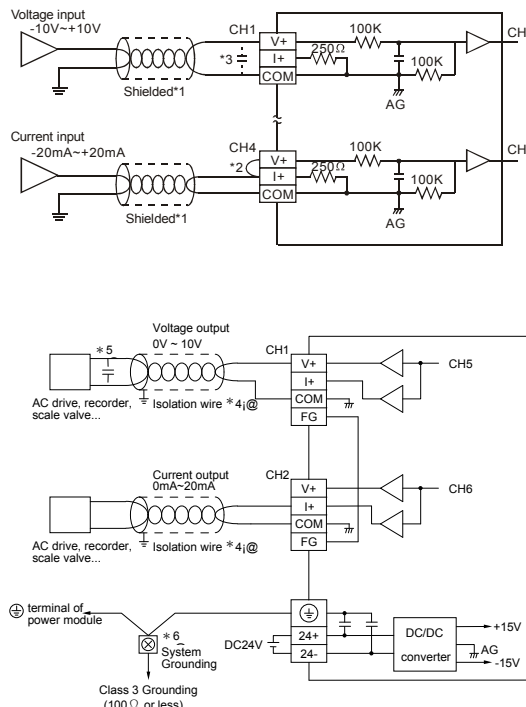 Voltage input
-10V~+10V
CH1
V+
I+
COM
*3
250Ω
100K
100K
AG
CH
Shielded*1
Current input
-20mA~+20mA
CH4
V+
I+
COM
*2
250Ω
100K
100K
AG
CH
Shielded*1
Voltage output
0V ~ 10V
*5
CH1
V+
I+
COM
FG
CH5
AC drive, recorder,
scale valve...
Isolation wire *4¡@
Current output
0mA~20mA
CH2
V+
I+
COM
FG
CH6
AC drive, recorder,
scale valve...
Isolation wire *4¡@
terminal of
power module
*6
System
Grounding
Class 3 Grounding
(100Ω or less)
DC24V
24+
24-
DC/DC
converter
+15V
AG
-15V